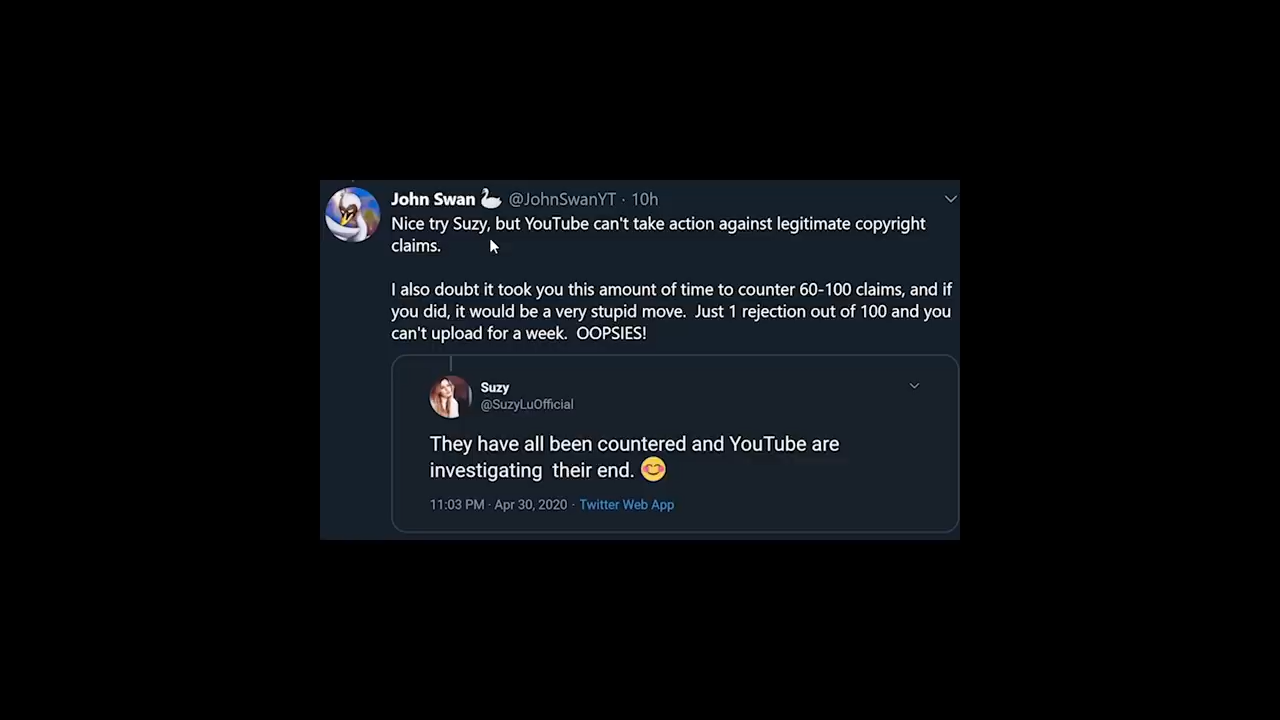 John Swan 🦢 @JohnSwanYT · 10h
Nice try Suzy, but YouTube can't take action against legitimate copyright
claims.
I also doubt it took you this amount of time to counter 60-100 claims, and if
you did, it would be a very stupid move.  Just 1 rejection out of 100 and you
can't upload for a week.  OOPSIES!
Suzy
@SuzyLuOfficial
They have all been countered and YouTube are
investigating  their end. 😊
11:03 PM · Apr 30, 2020 · Twitter Web App